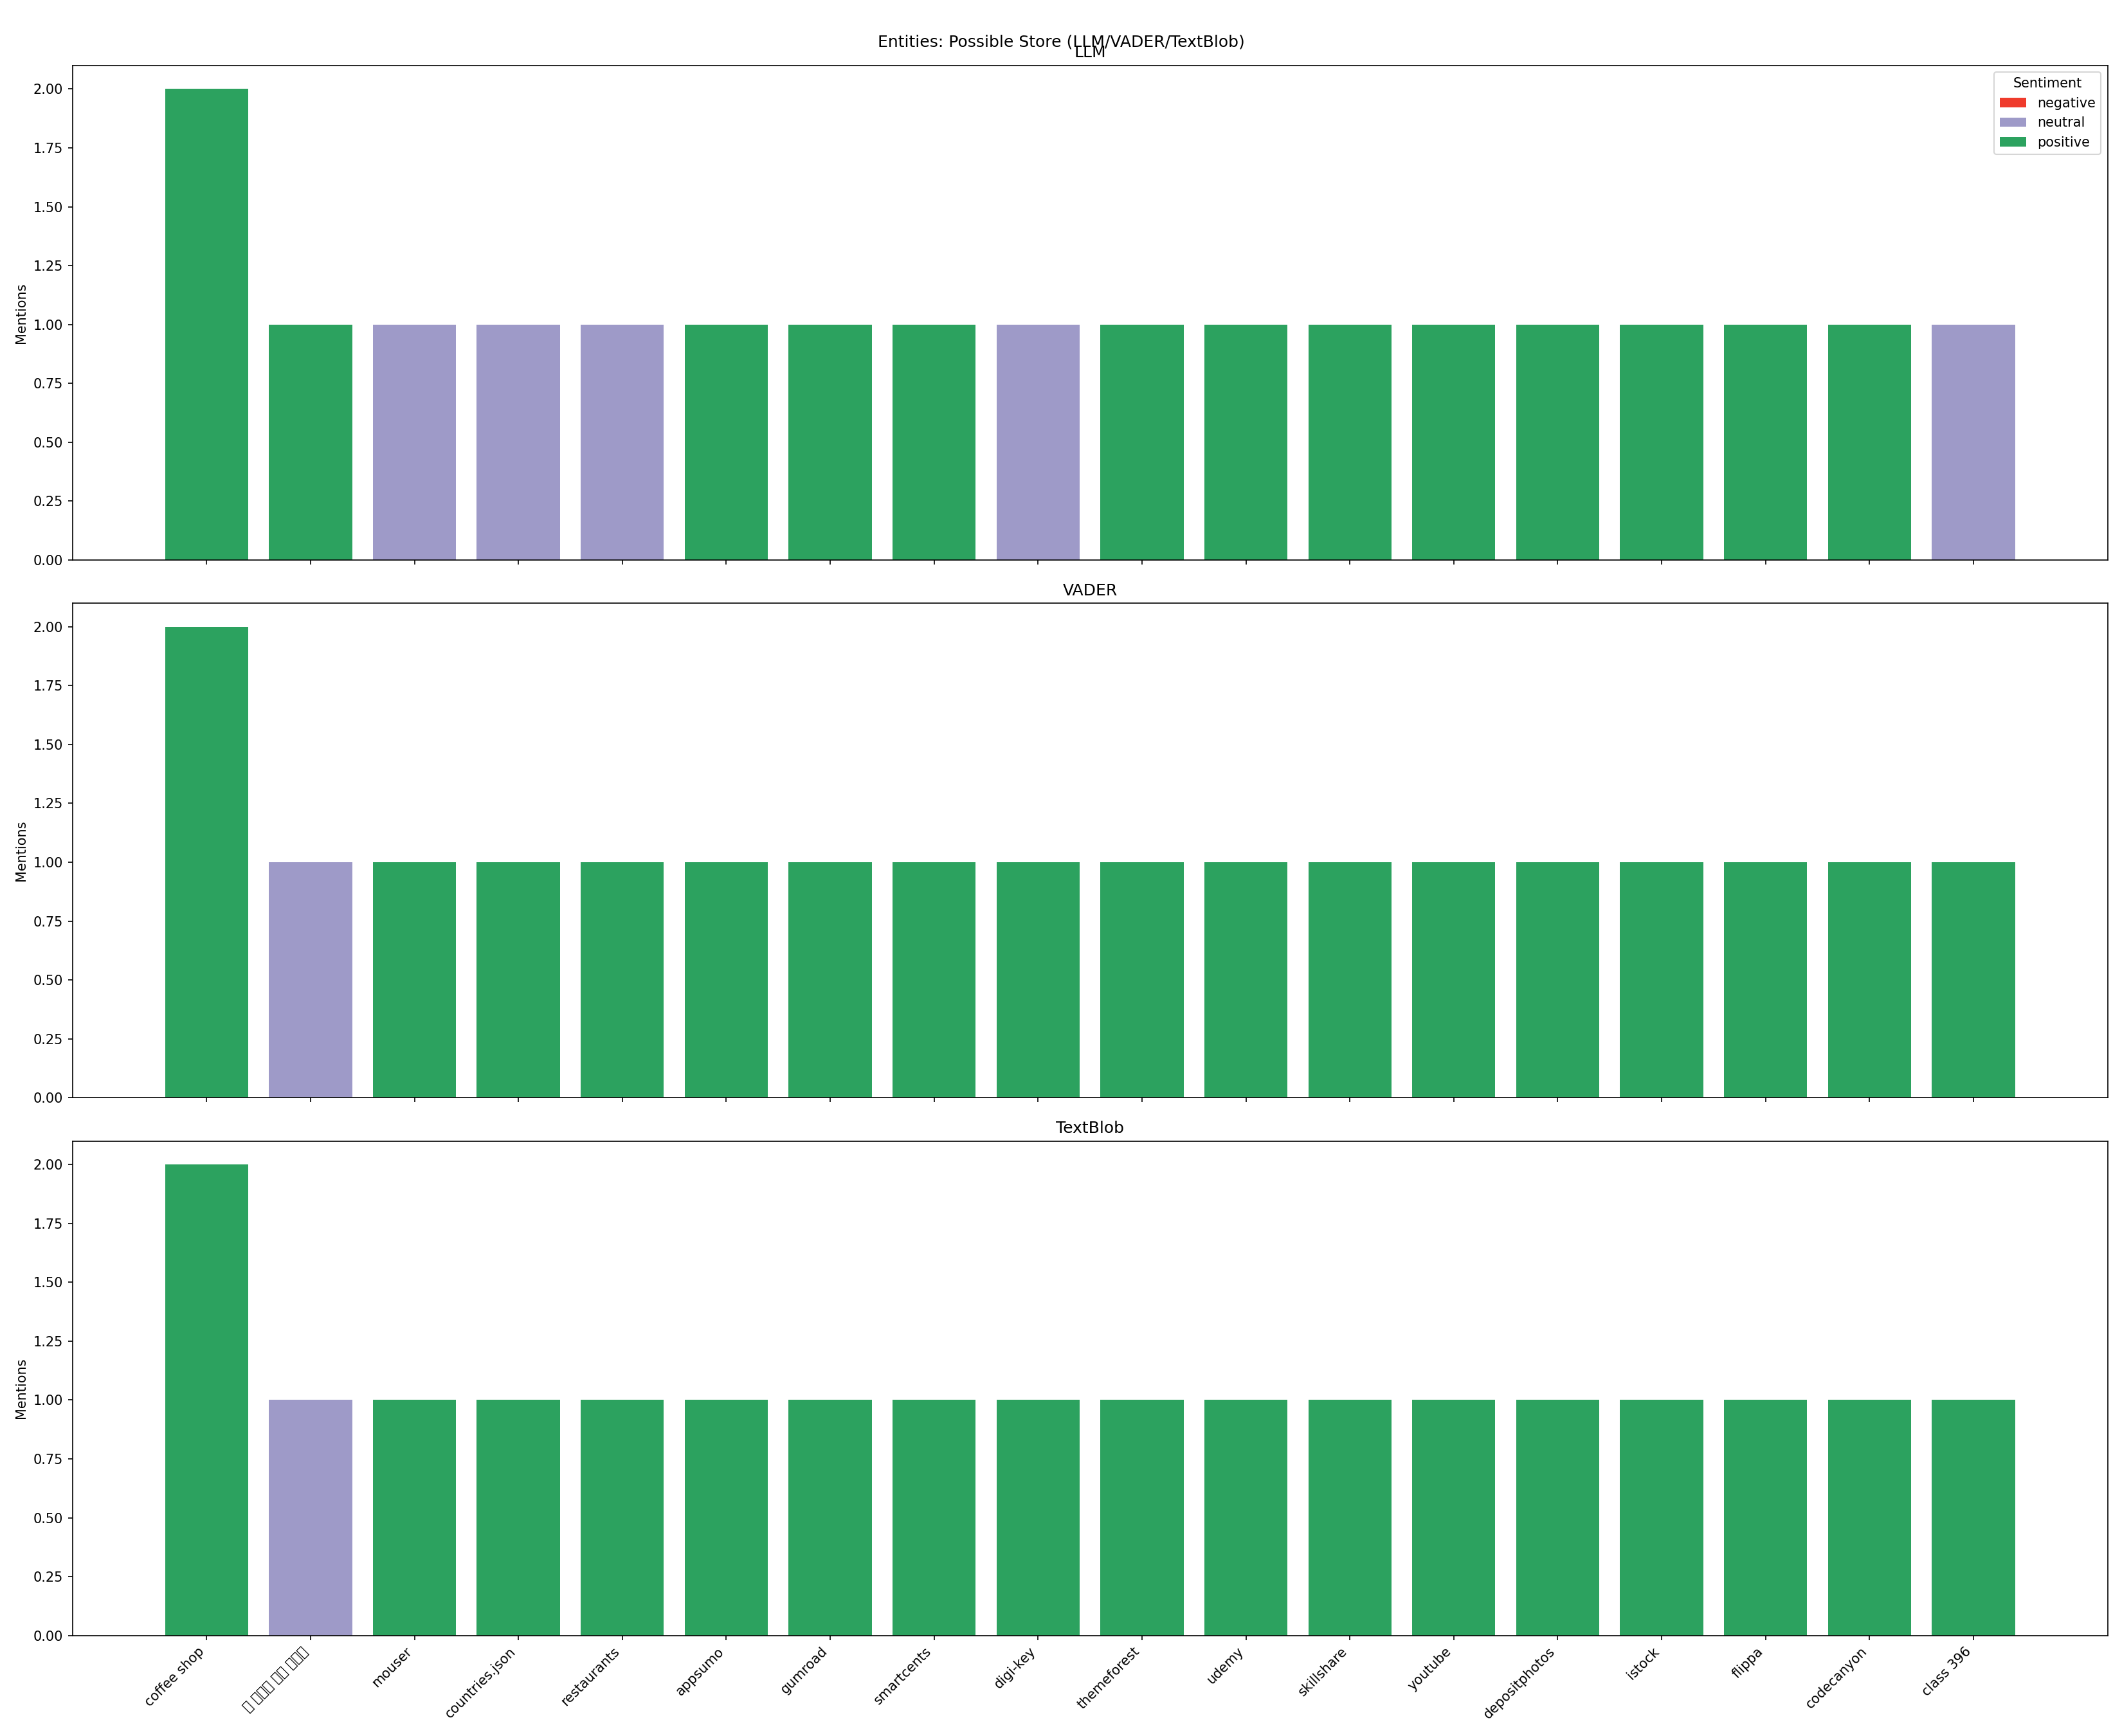 Entities: Possible Store (LLM/VADER/TextBlob)
LLM
Sentiment
negative
neutral
positive
Mentions
2.00
1.75
1.50
1.25
1.00
0.75
0.50
0.25
0.00
VADER
Mentions
2.00
1.75
1.50
1.25
1.00
0.75
0.50
0.25
0.00
TextBlob
Mentions
2.00
1.75
1.50
1.25
1.00
0.75
0.50
0.25
0.00
coffee shop
mouser
countries.json
restaurants
appsumo
gumroad
smartcents
digi-key
themeforest
udemy
skillshare
youtube
depositphotos
istock
flippa
codecanyon
class 396